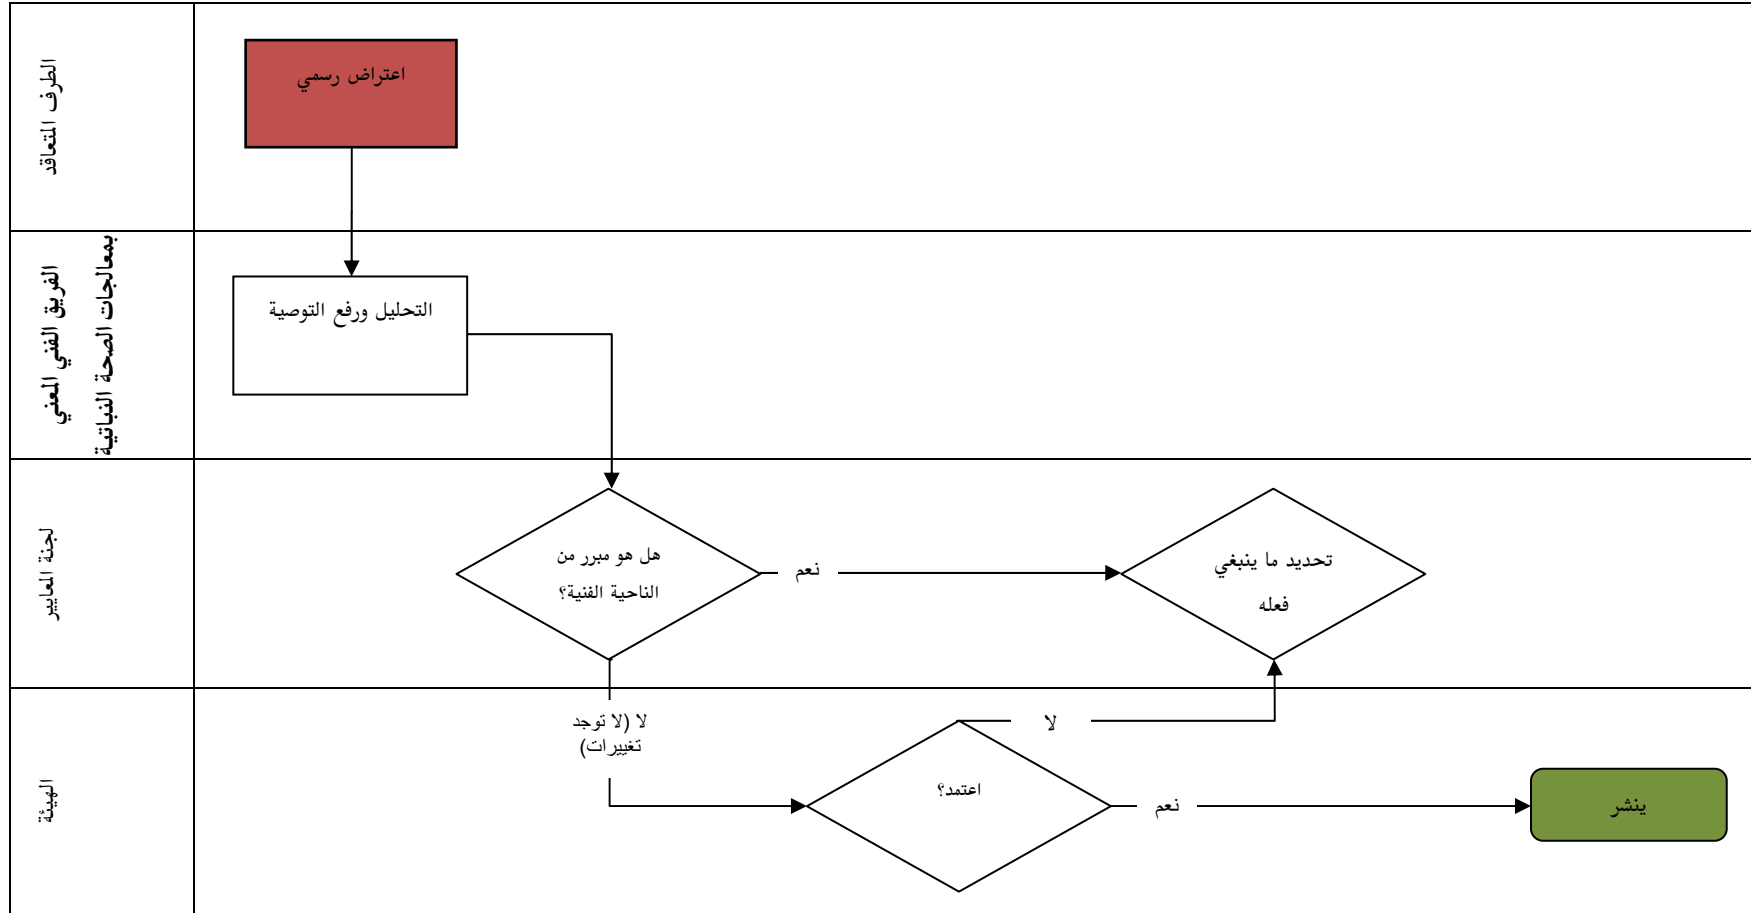 الطرف المتعاقد
اعتراض رسمي
الفريق الفني المعني
بمعالجات الصحة النباتية
التحليل ورفع التوصية
لجنة المعايير
هل هو مبرر من
الناحية الفنية؟
نعم
تحديد ما ينبغي
فعله
الهيئة
لا (لا توجد
تغييرات)
لا
اعتمد؟
نعم
ينشر